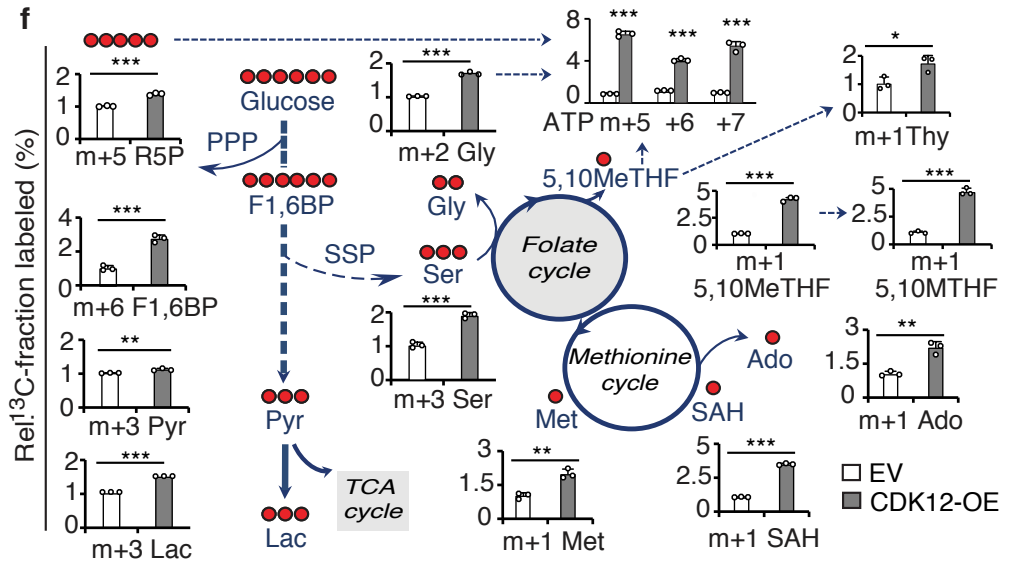 f
Rel. ¹³C-fraction labeled (%)
***
2
1
0
m+5 R5P
Glucose
PPP
***
2
1
0
m+2 Gly
8
4
0
***
***
***
ATP m+5 +6 +7
*
2
1
0
m+1Thy
F1,6BP
Gly
5,10MeTHF
***
5
2.5
0
m+1
5,10MeTHF
***
5
2.5
0
m+1
5,10MTHF
***
4
2
0
m+6 F1,6BP
SSP
Ser
Folate
cycle
***
2
1
0
m+3 Ser
Methionine
cycle
Ado
Met
SAH
**
3
1.5
0
m+1 Ado
**
2
1
0
m+3 Pyr
Pyr
***
2
1
0
m+3 Lac
TCA
cycle
Lac
**
3
1.5
0
m+1 Met
***
5
2.5
0
m+1 SAH
EV
CDK12-OE